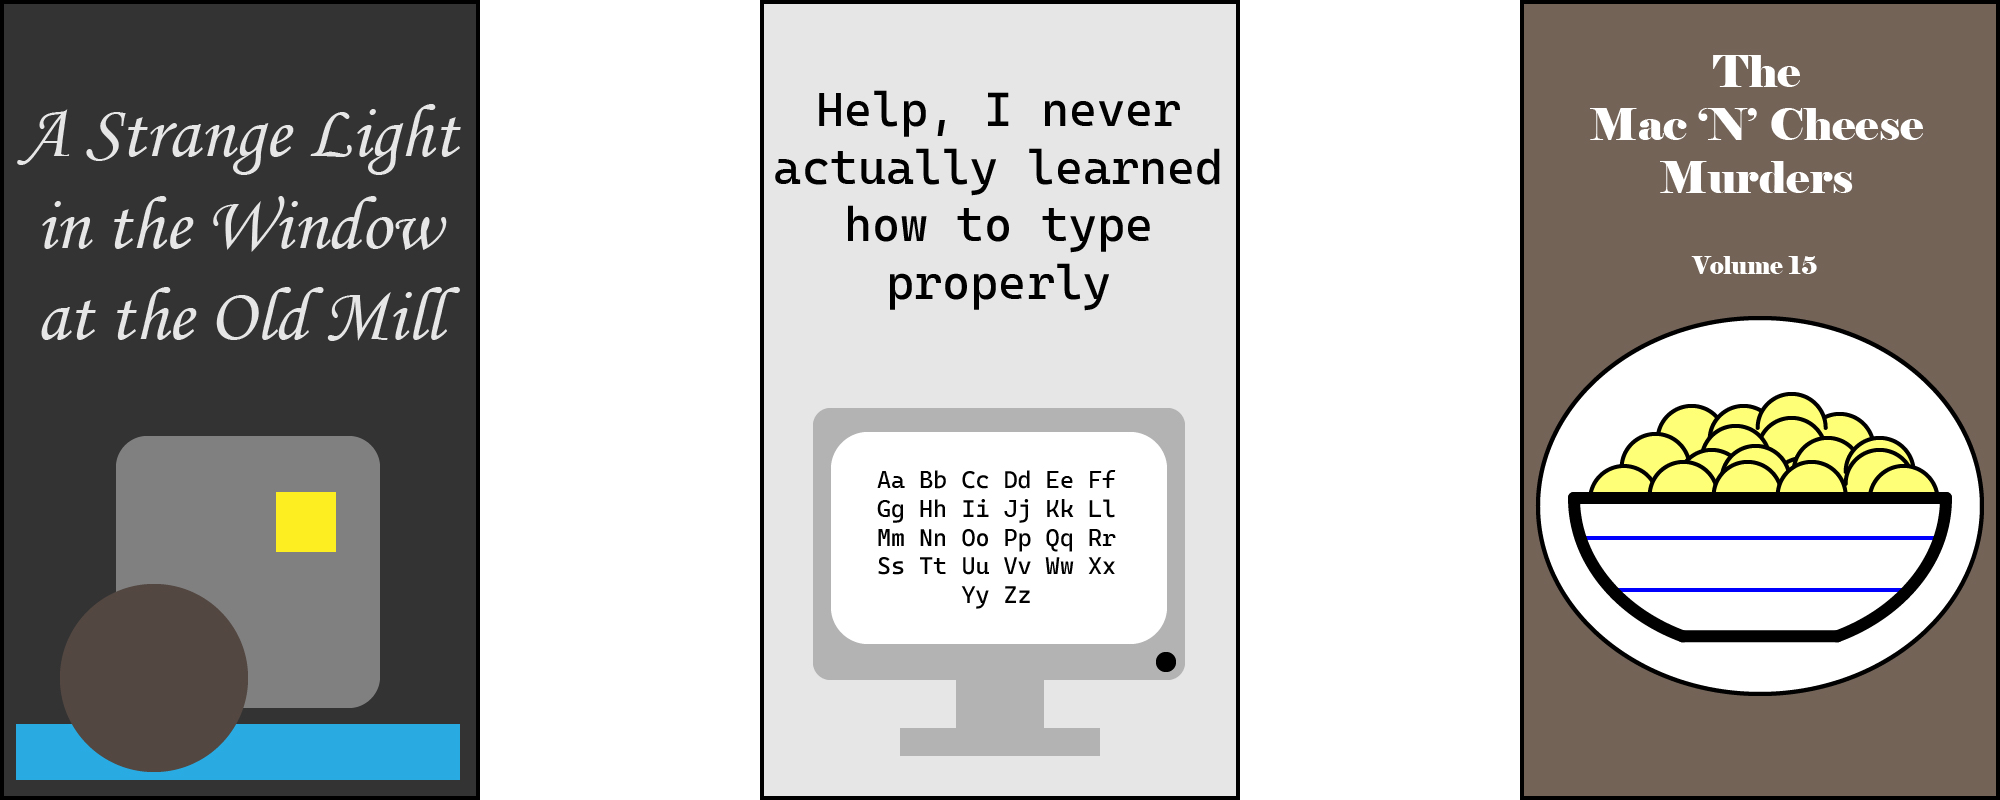 A Strange Light
in the Window
at the Old Mill
Help, I never
actually learned
how to type
properly
Aa Bb Cc Dd Ee Ff
Gg Hh Ii Jj Kk Ll
Mm Nn Oo Pp Qq Rr
Ss Tt Uu Vv Ww Xx
Yy Zz
The
Mac ‘N’ Cheese
Murders
Volume 15